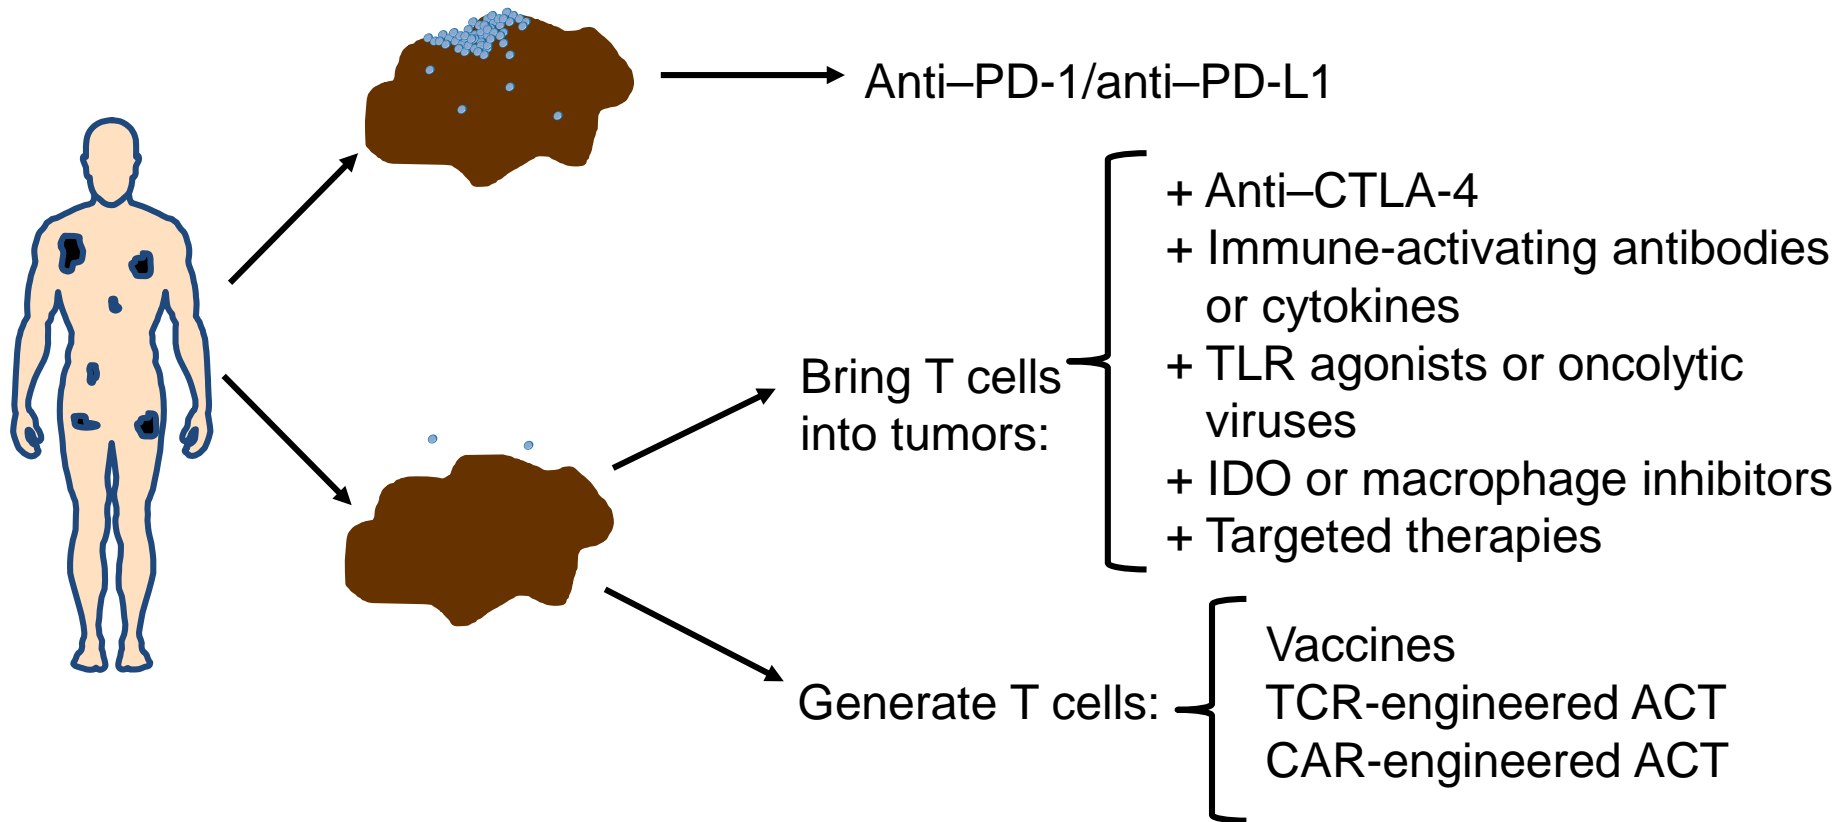 Anti–PD-1/anti–PD-L1
Bring T cells
into tumors:
+ Anti–CTLA-4
+ Immune-activating antibodies
or cytokines
+ TLR agonists or oncolytic
viruses
+ IDO or macrophage inhibitors
+ Targeted therapies
Generate T cells:
Vaccines
TCR-engineered ACT
CAR-engineered ACT